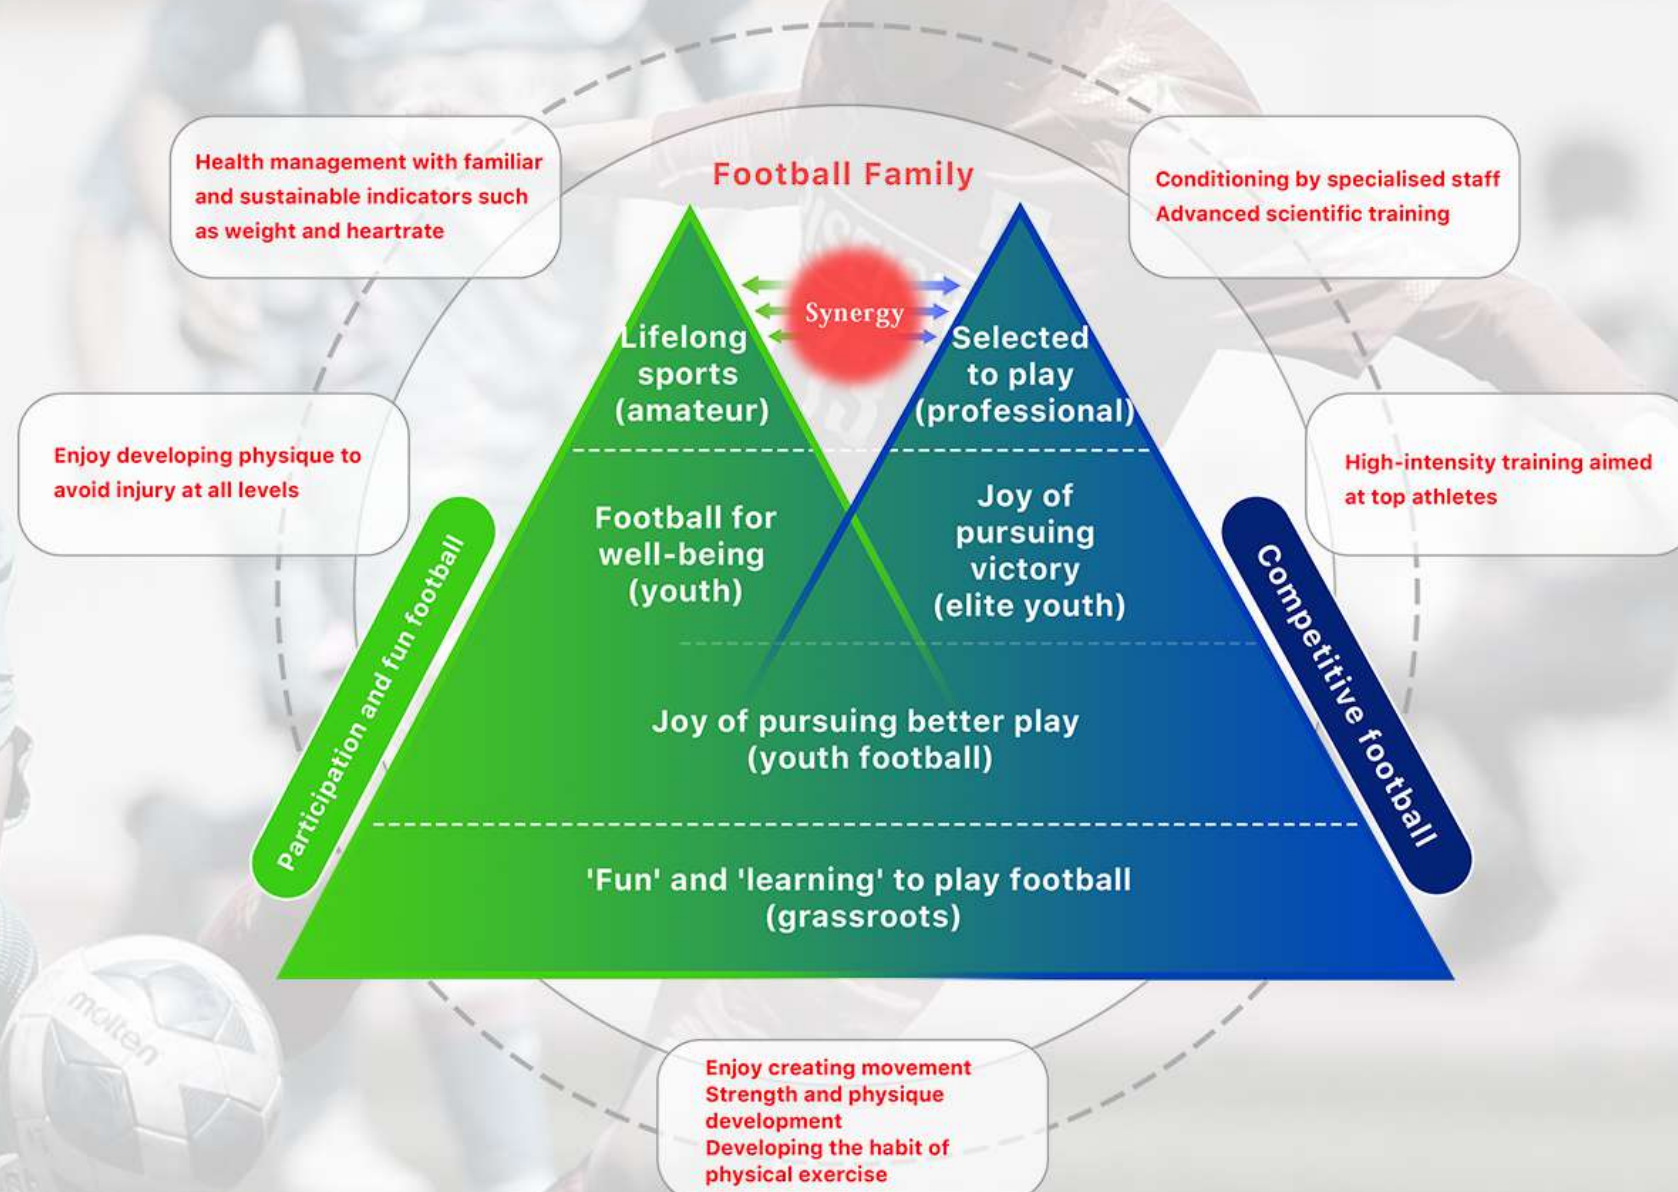 Football Family
Health management with familiar
and sustainable indicators such
as weight and heartrate
Conditioning by specialised staff
Advanced scientific training
Synergy
Lifelong
sports
(amateur)
Selected
to play
(professional)
Enjoy developing physique to
avoid injury at all levels
High-intensity training aimed
at top athletes
Football for
well-being
(youth)
Joy of
pursuing
victory
(elite youth)
Participation and fun football
Competitive football
Joy of pursuing better play
(youth football)
'Fun' and 'learning' to play football
(grassroots)
molten
Enjoy creating movement
Strength and physique
development
Developing the habit of
physical exercise